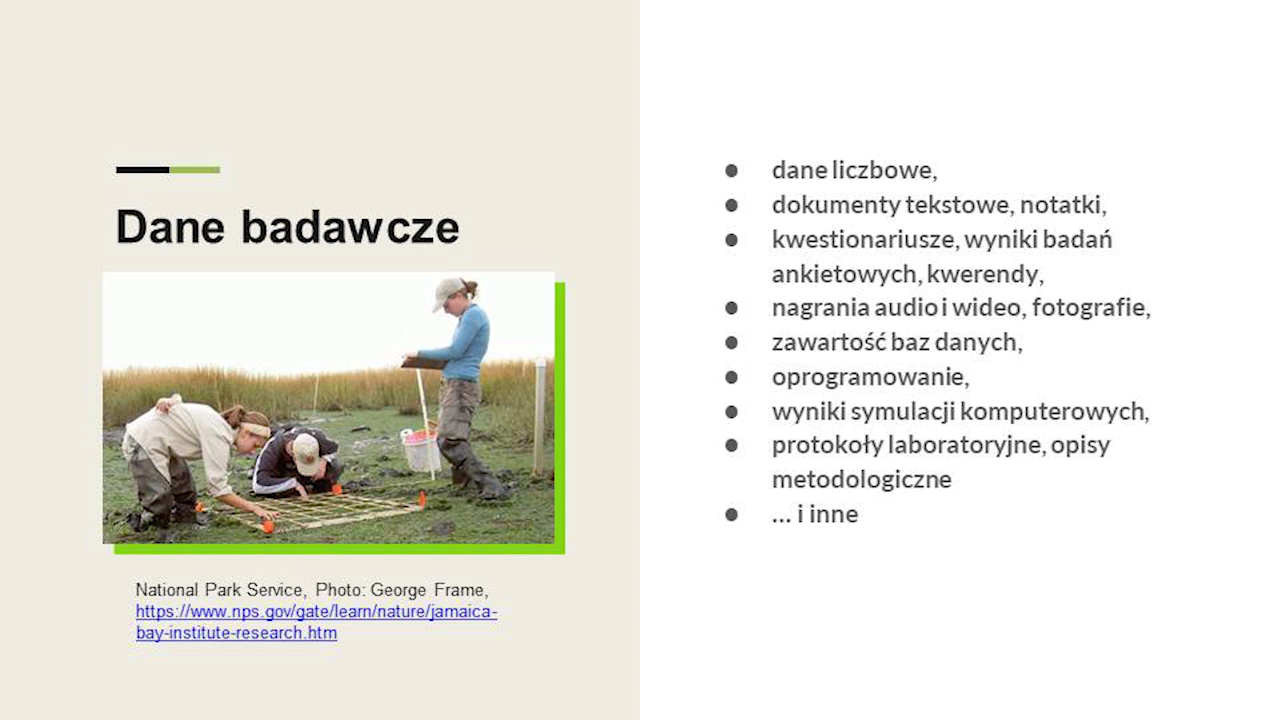 Dane badawcze
National Park Service, Photo: George Frame,
https://www.nps.gov/gate/learn/nature/jamaica-
bay-institute-research.htm
● dane liczbowe,
● dokumenty tekstowe, notatki,
● kwestionariusze, wyniki badań
ankietowych, kwerendy,
● nagrania audio i wideo, fotografie,
● zawartość baz danych,
● oprogramowanie,
● wyniki symulacji komputerowych,
● protokoły laboratoryjne, opisy
metodologiczne
● ... i inne